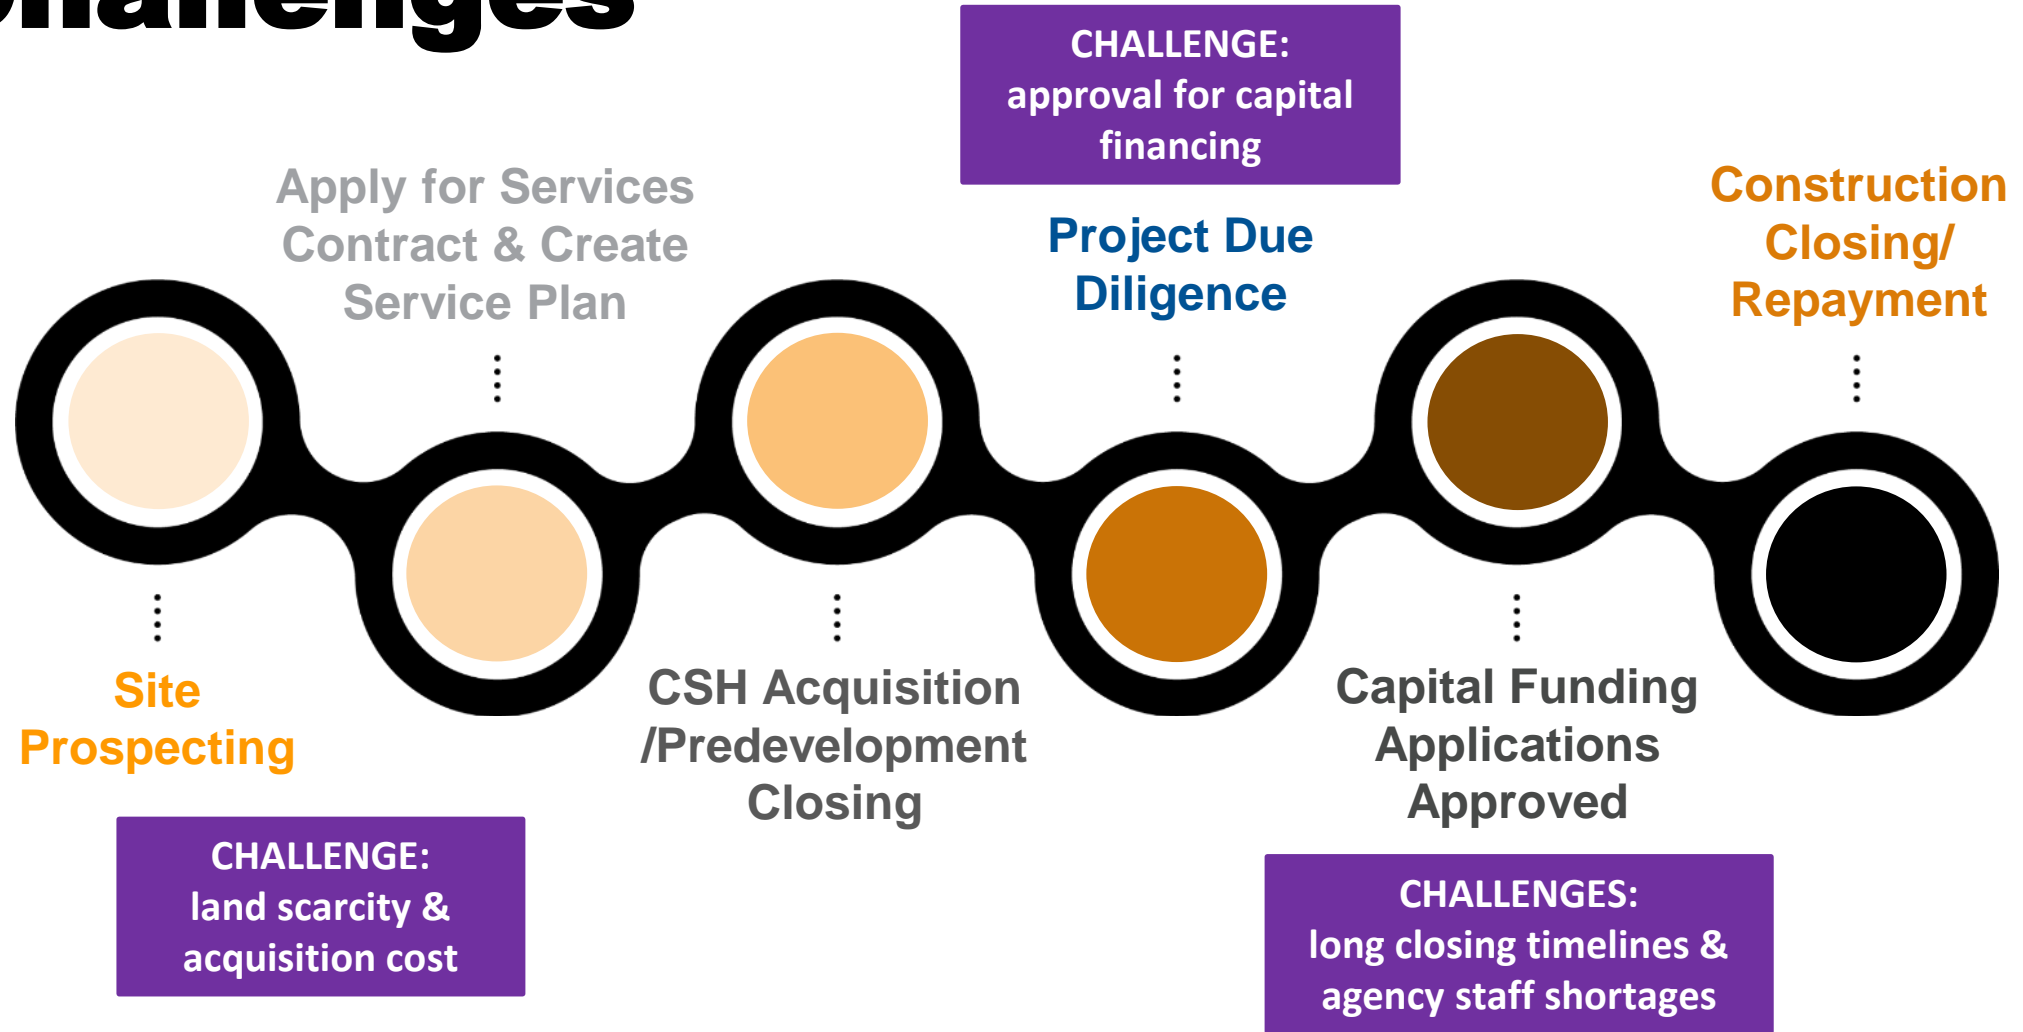 Challenges
CHALLENGE:
approval for capital
financing
Apply for Services
Contract & Create
Service Plan
Project Due
Diligence
Construction
Closing/
Repayment
Site
Prospecting
CSH Acquisition
/Predevelopment
Closing
Capital Funding
Applications
Approved
CHALLENGE:
land scarcity &
acquisition cost
CHALLENGES:
long closing timelines &
agency staff shortages